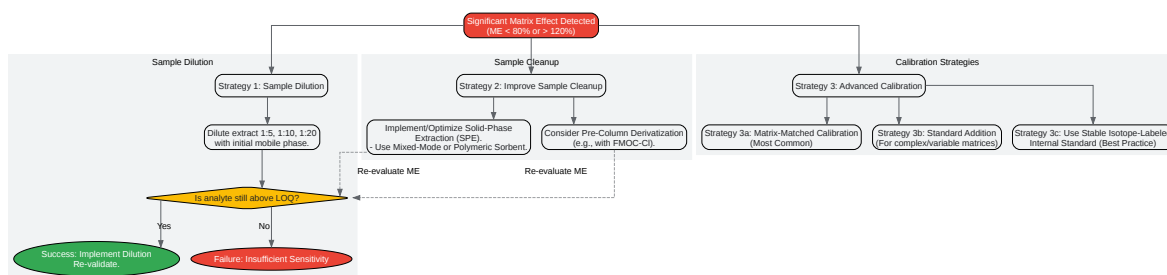 Significant Matrix Effect Detected
(ME < 80% or > 120%)
Sample Dilution
Sample Cleanup
Calibration Strategies
Strategy 1: Sample Dilution
Strategy 2: Improve Sample Cleanup
Strategy 3: Advanced Calibration
Dilute extract 1:5, 1:10, 1:20
with initial mobile phase.
Implement/Optimize Solid-Phase
Extraction (SPE).
- Use Mixed-Mode or Polymeric Sorbent.
Consider Pre-Column Derivatization
(e.g., with FMOC-Cl).
Strategy 3a: Matrix-Matched Calibration
(Most Common)
Strategy 3b: Standard Addition
(For complex/variable matrices)
Strategy 3c: Use Stable Isotope-Labeled
Internal Standard (Best Practice)
Re-evaluate ME
Re-evaluate ME
Is analyte still above LOQ?
Yes
No
Success: Implement Dilution
Re-validate.
Failure: Insufficient Sensitivity